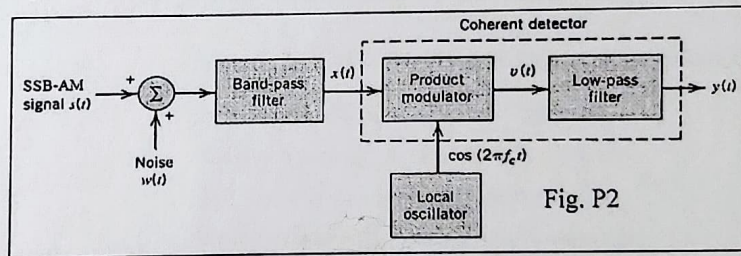 Coherent detector
SSB-AM
signal s(t)
+
Σ
+
Noise
w(t)
Band-pass
filter
x(t)
Product
modulator
v(t)
Low-pass
filter
y(t)
cos (2πf_c t)
Local
oscillator
Fig. P2